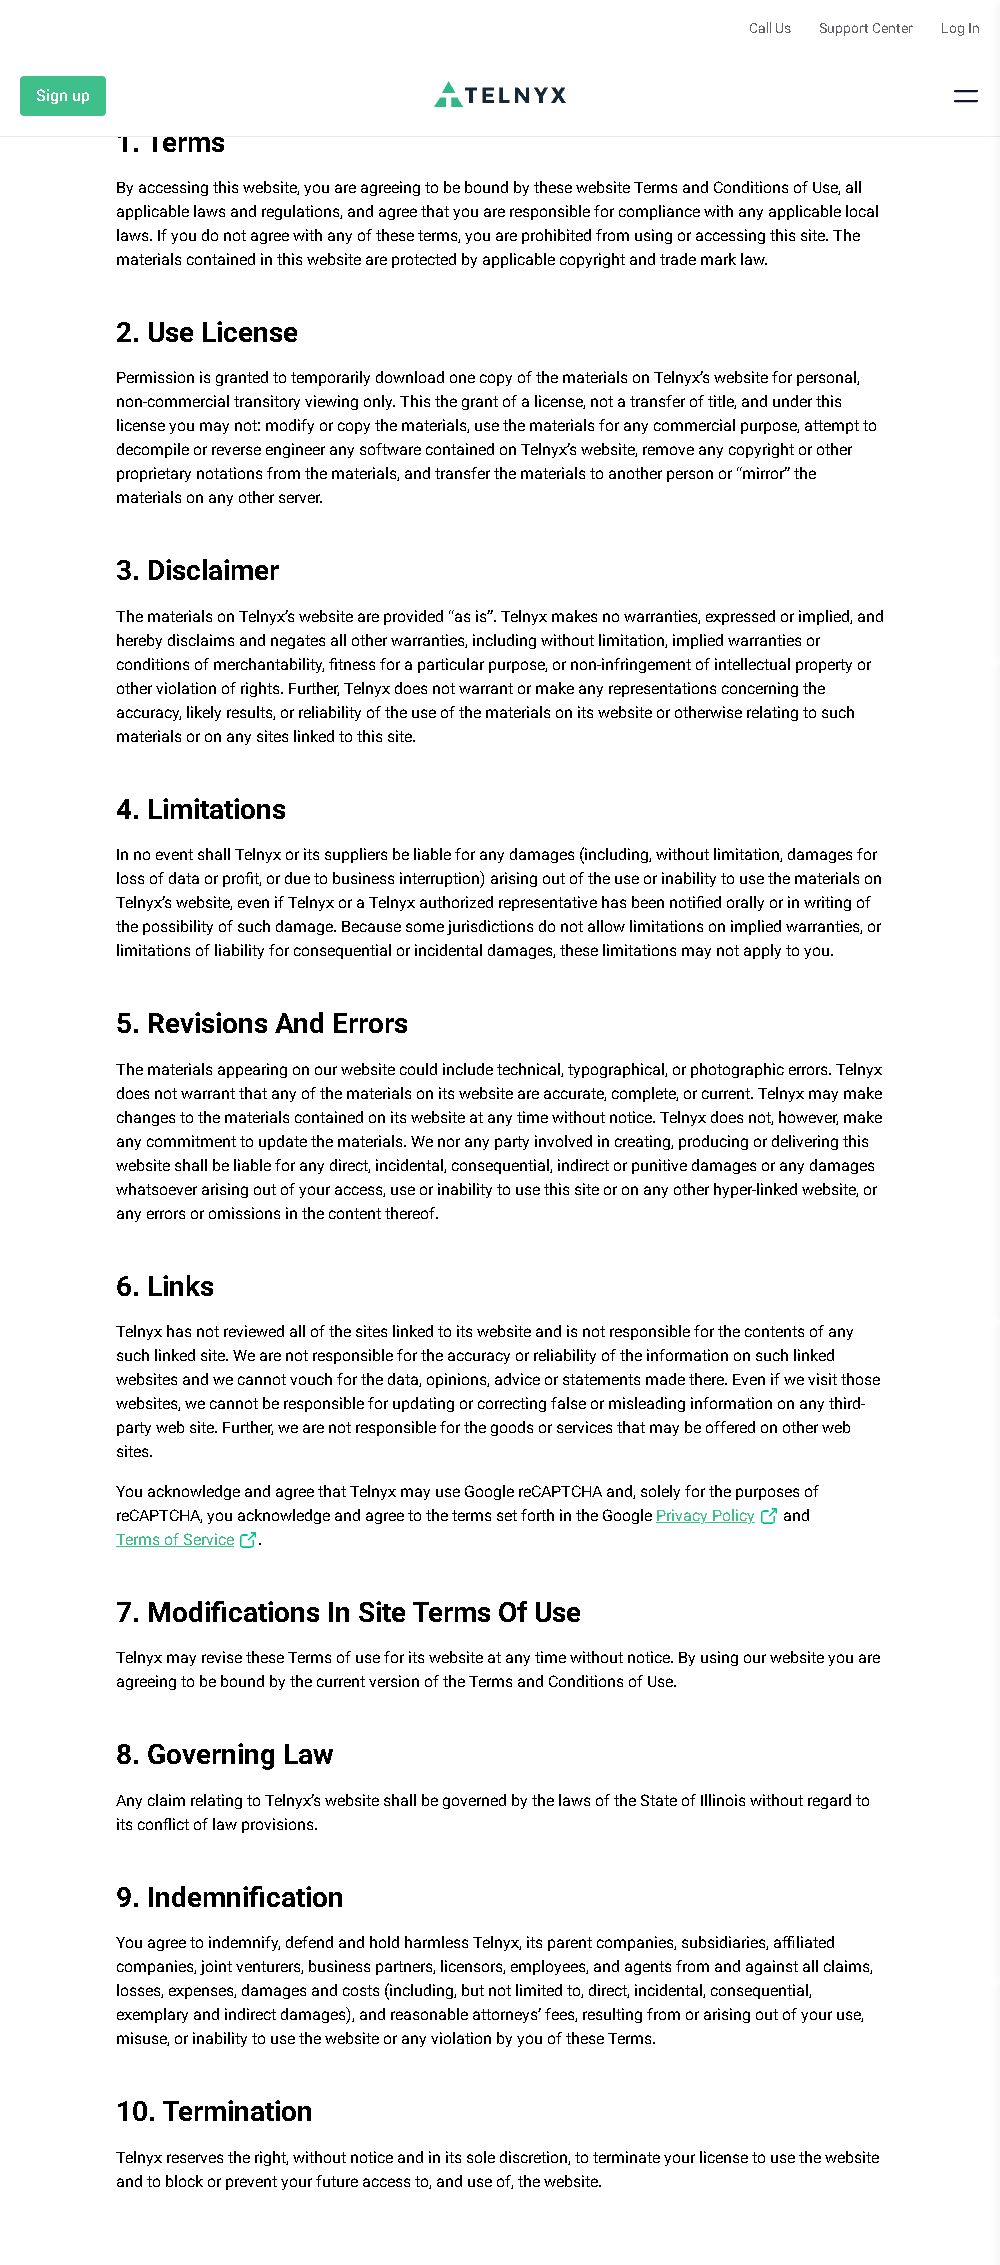 Call Us Support Center Log In
Sign up TELNYX
1. Terms
By accessing this website, you are agreeing to be bound by these website Terms and Conditions of Use, all
applicable laws and regulations, and agree that you are responsible for compliance with any applicable local
laws. If you do not agree with any of these terms, you are prohibited from using or accessing this site. The
materials contained in this website are protected by applicable copyright and trade mark law.
2. Use License
Permission is granted to temporarily download one copy of the materials on Telnyx’s website for personal,
non-commercial transitory viewing only. This the grant of a license, not a transfer of title, and under this
license you may not: modify or copy the materials, use the materials for any commercial purpose, attempt to
decompile or reverse engineer any software contained on Telnyx’s website, remove any copyright or other
proprietary notations from the materials, and transfer the materials to another person or “mirror” the
materials on any other server.
3. Disclaimer
The materials on Telnyx’s website are provided “as is”. Telnyx makes no warranties, expressed or implied, and
hereby disclaims and negates all other warranties, including without limitation, implied warranties or
conditions of merchantability, fitness for a particular purpose, or non-infringement of intellectual property or
other violation of rights. Further, Telnyx does not warrant or make any representations concerning the
accuracy, likely results, or reliability of the use of the materials on its website or otherwise relating to such
materials or on any sites linked to this site.
4. Limitations
In no event shall Telnyx or its suppliers be liable for any damages (including, without limitation, damages for
loss of data or profit, or due to business interruption) arising out of the use or inability to use the materials on
Telnyx’s website, even if Telnyx or a Telnyx authorized representative has been notified orally or in writing of
the possibility of such damage. Because some jurisdictions do not allow limitations on implied warranties, or
limitations of liability for consequential or incidental damages, these limitations may not apply to you.
5. Revisions And Errors
The materials appearing on our website could include technical, typographical, or photographic errors. Telnyx
does not warrant that any of the materials on its website are accurate, complete, or current. Telnyx may make
changes to the materials contained on its website at any time without notice. Telnyx does not, however, make
any commitment to update the materials. We nor any party involved in creating, producing or delivering this
website shall be liable for any direct, incidental, consequential, indirect or punitive damages or any damages
whatsoever arising out of your access, use or inability to use this site or on any other hyper-linked website, or
any errors or omissions in the content thereof.
6. Links
Telnyx has not reviewed all of the sites linked to its website and is not responsible for the contents of any
such linked site. We are not responsible for the accuracy or reliability of the information on such linked
websites and we cannot vouch for the data, opinions, advice or statements made there. Even if we visit those
websites, we cannot be responsible for updating or correcting false or misleading information on any third-
party web site. Further, we are not responsible for the goods or services that may be offered on other web
sites.
You acknowledge and agree that Telnyx may use Google reCAPTCHA and, solely for the purposes of
reCAPTCHA, you acknowledge and agree to the terms set forth in the Google Privacy Policy and
Terms of Service .
7. Modifications In Site Terms Of Use
Telnyx may revise these Terms of use for its website at any time without notice. By using our website you are
agreeing to be bound by the current version of the Terms and Conditions of Use.
8. Governing Law
Any claim relating to Telnyx’s website shall be governed by the laws of the State of Illinois without regard to
its conflict of law provisions.
9. Indemnification
You agree to indemnify, defend and hold harmless Telnyx, its parent companies, subsidiaries, affiliated
companies, joint ventures, business partners, licensors, employees, and agents from and against all claims,
losses, expenses, damages and costs (including, but not limited to, direct, incidental, consequential,
exemplary and indirect damages), and reasonable attorneys’ fees, resulting from or arising out of your use,
misuse, or inability to use the website or any violation by you of these Terms.
10. Termination
Telnyx reserves the right, without notice and in its sole discretion, to terminate your license to use the website
and to block or prevent your future access to, and use of, the website.